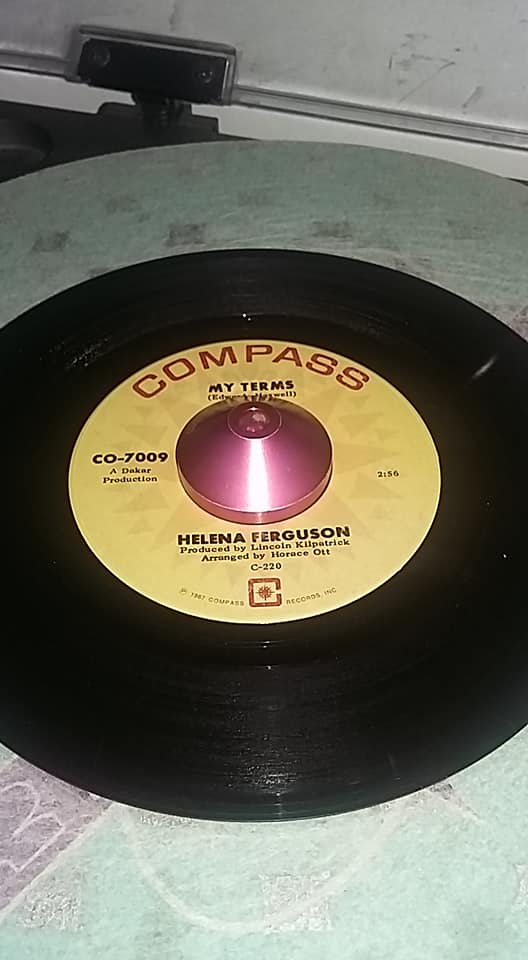 COMPASS
MY TERMS
CO-7009
A Dakar
Production
2:56
HELENA FERGUSON
Produced by Lincoln Kilpatrick
Arranged by Horace Ott
C-220
℗ 1967 COMPASS RECORDS, INC